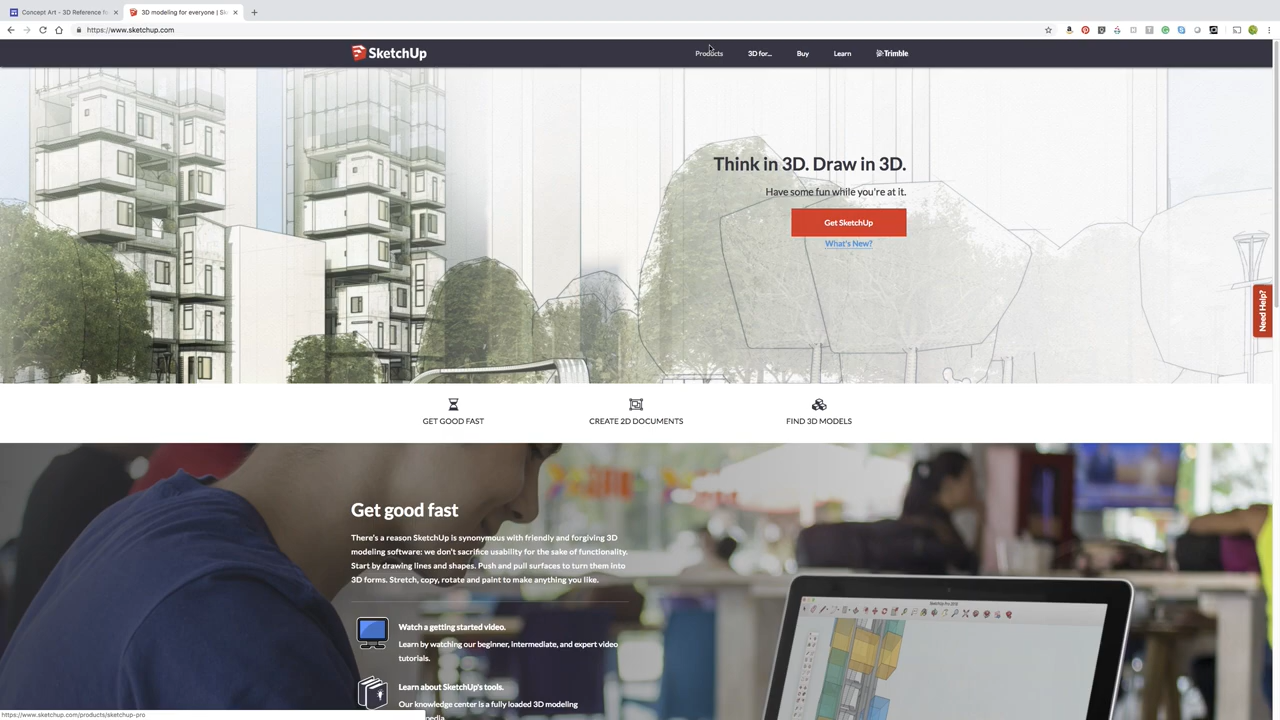 Concept Art - 3D Reference fo
3D modeling for everyone | Sk
https://www.sketchup.com
SketchUp
Products
3D for...
Buy
Learn
Trimble
Think in 3D. Draw in 3D.
Have some fun while you're at it.
Get SketchUp
What's New?
Need Help?
GET GOOD FAST
CREATE 2D DOCUMENTS
FIND 3D MODELS
Get good fast
There's a reason SketchUp is synonymous with friendly and forgiving 3D
modeling software: we don't sacrifice usability for the sake of functionality.
Start by drawing lines and shapes. Push and pull surfaces to turn them into
3D forms. Stretch, copy, rotate and paint to make anything you like.
Watch a getting started video.
Learn by watching our beginner, intermediate, and expert video
tutorials.
Learn about SketchUp's tools.
Our knowledge center is a fully loaded 3D modeling
https://www.sketchup.com/products/sketchup-pro